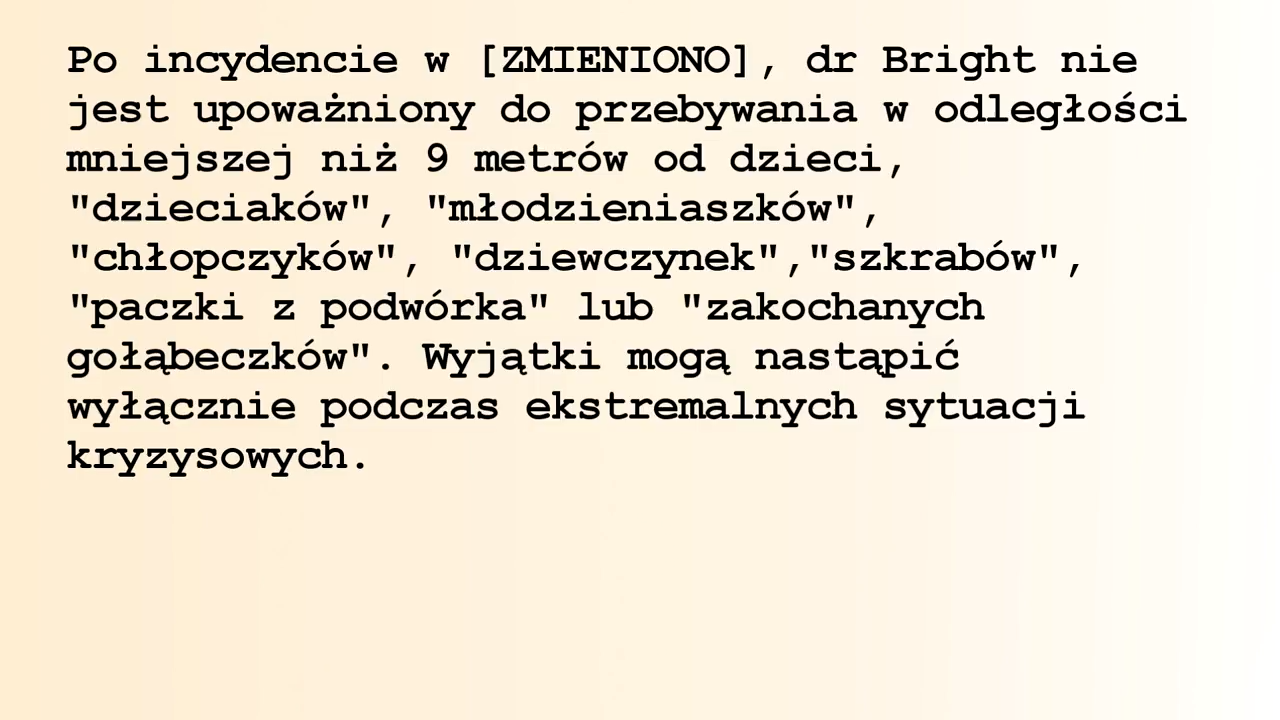 Po incydencie w [ZMIENIONO], dr Bright nie
jest upoważniony do przebywania w odległości
mniejszej niż 9 metrów od dzieci,
"dzieciaków", "młodzieniaszków",
"chłopczyków", "dziewczynek","szkrabów",
"paczki z podwórka" lub "zakochanych
gołąbeczków". Wyjątki mogą nastąpić
wyłącznie podczas ekstremalnych sytuacji
kryzysowych.